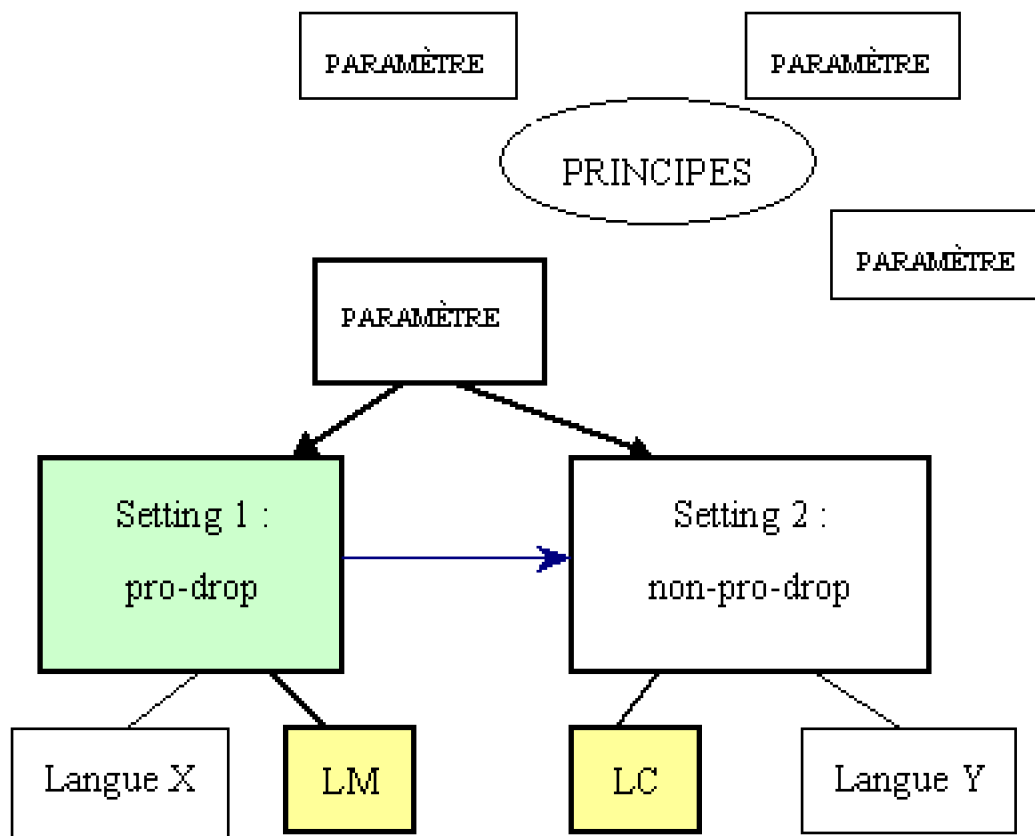 PARAMÈTRE
PARAMÈTRE
PRINCIPES
PARAMÈTRE
PARAMÈTRE
Setting 1 :
pro-drop
Setting 2 :
non-pro-drop
Langue X
LM
LC
Langue Y